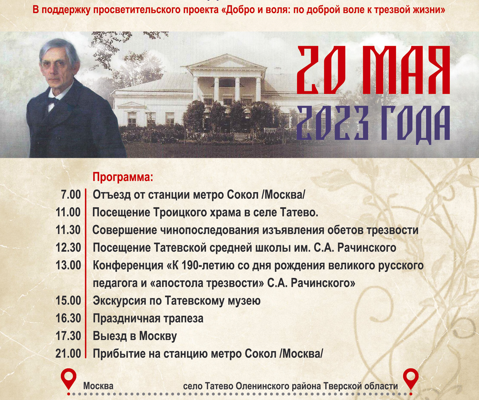 В поддержку просветительского проекта «Добро и воля: по доброй воле к трезвой жизни»
20 МАЯ
2023 ГОДА
Программа:
7.00 Отъезд от станции метро Сокол /Москва/
11.00 Посещение Троицкого храма в селе Татево.
11.30 Совершение чинопоследования изъявления обетов трезвости
12.30 Посещение Татевской средней школы им. С.А. Рачинского
13.00 Конференция «К 190-летию со дня рождения великого русского
педагога и «апостола трезвости» С.А. Рачинского»
15.00 Экскурсия по Татевскому музею
16.30 Праздничная трапеза
17.30 Выезд в Москву
21.00 Прибытие на станцию метро Сокол /Москва/
Москва село Татево Оленинского района Тверской области